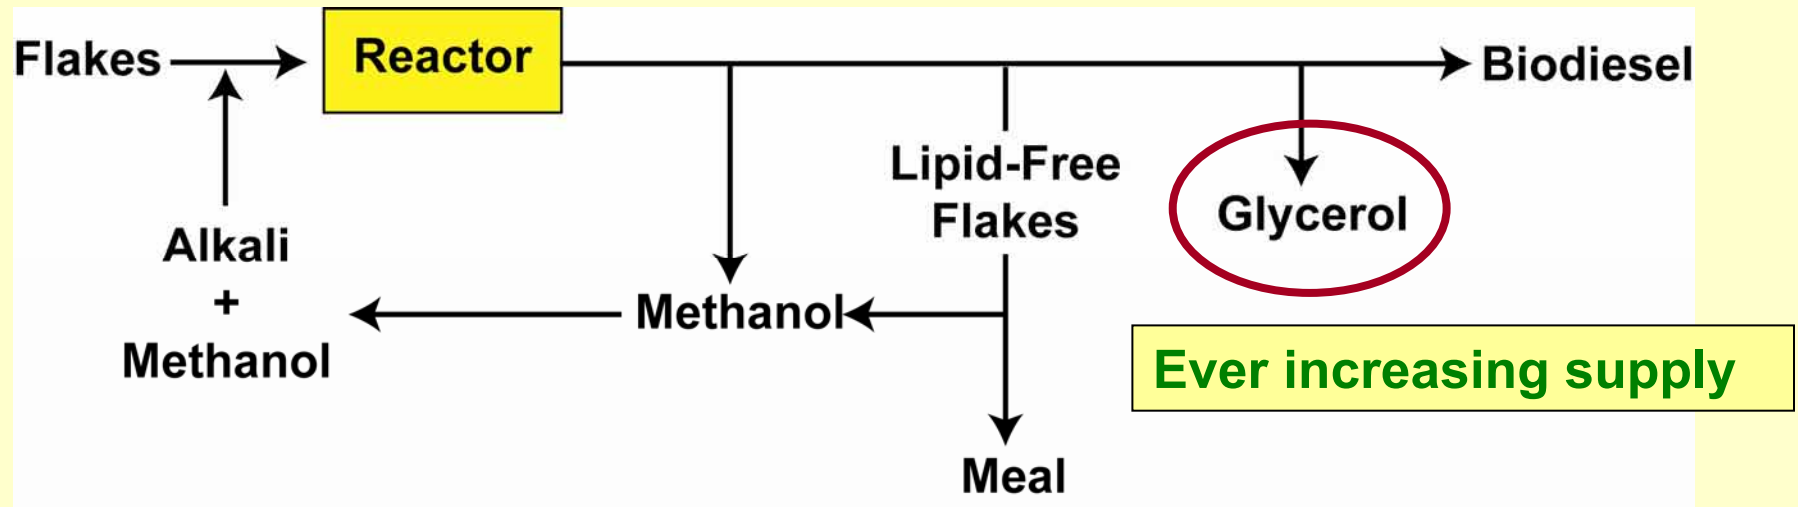 Flakes
Reactor
Biodiesel
Lipid-Free
Flakes
Glycerol
Alkali
+
Methanol
Methanol
Ever increasing supply
Meal